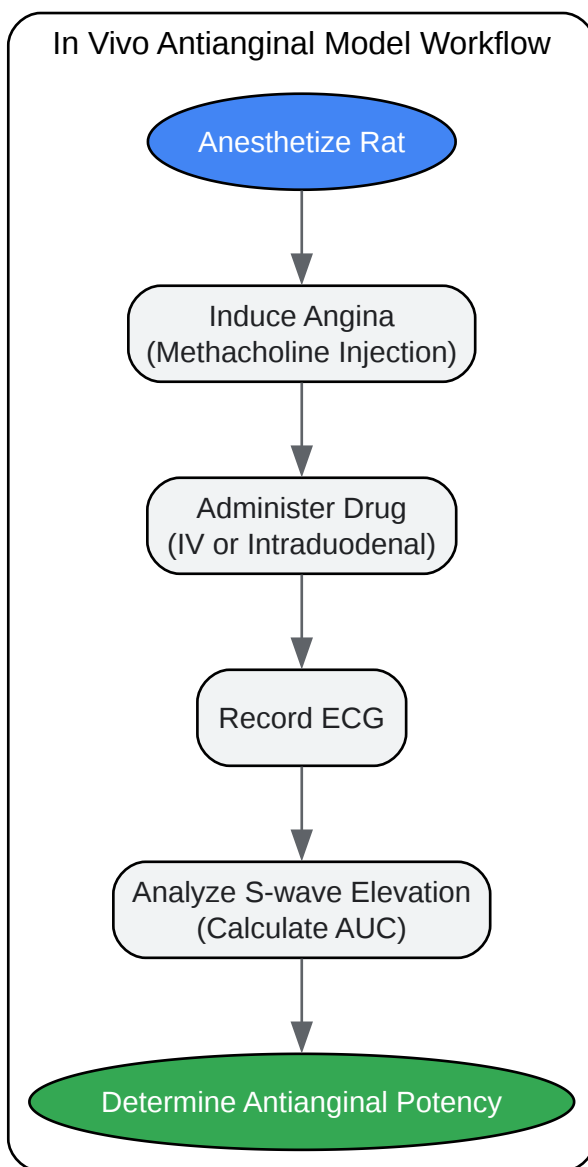 In Vivo Antianginal Model Workflow
Anesthetize Rat
Induce Angina
(Methacholine Injection)
Administer Drug
(IV or Intraduodenal)
Record ECG
Analyze S-wave Elevation
(Calculate AUC)
Determine Antianginal Potency